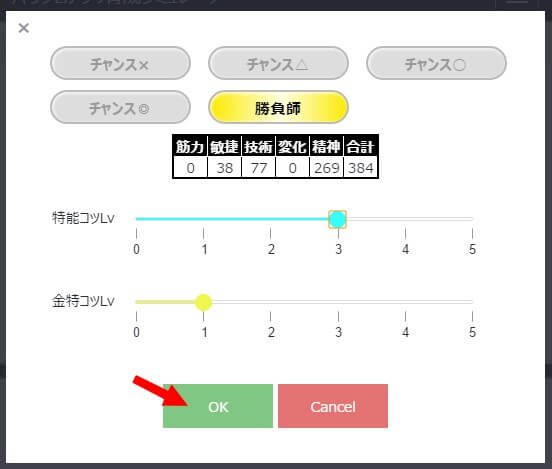 ×
チャンス× チャンス△ チャンス○
チャンス◎ 勝負師
筋力 敏捷 技術 変化 精神 合計
0 38 77 0 269 384
特能コツLv
0 1 2 3 4 5
金特コツLv
0 1 2 3 4 5
OK Cancel